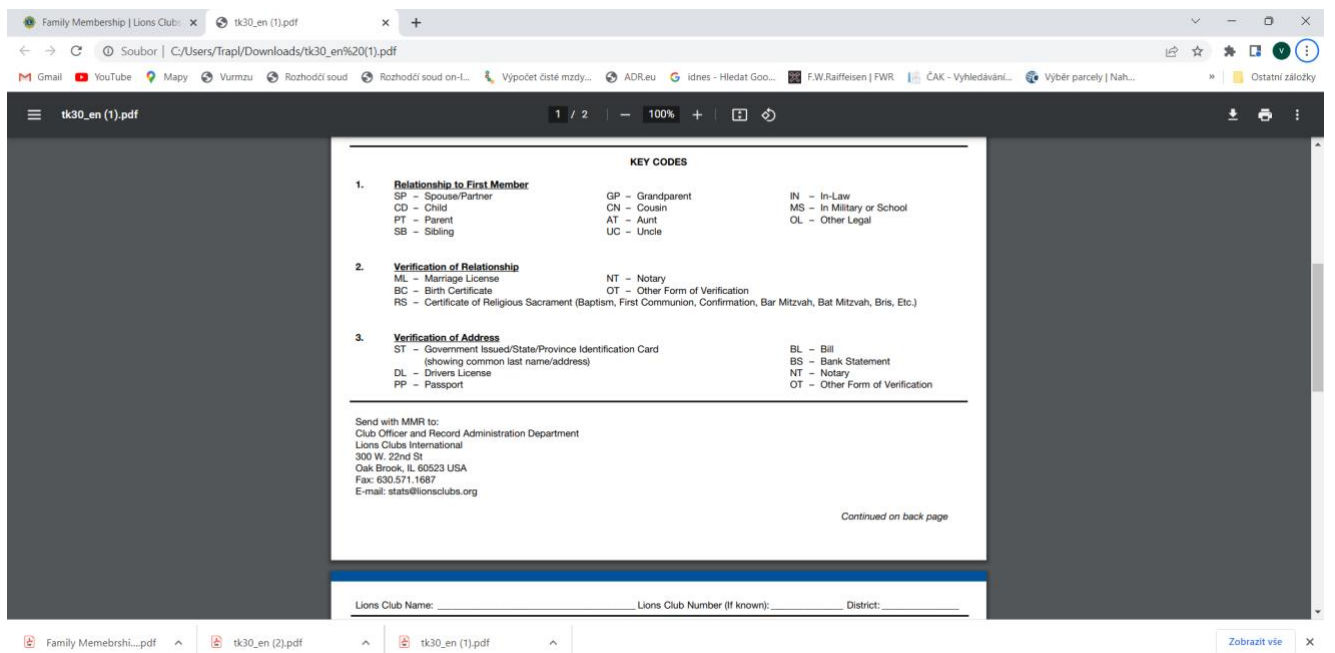 Family Membership | Lions Clubs
tk30_en (1).pdf
Soubor | C:/Users/Trapl/Downloads/tk30_en%20(1).pdf
V
Gmail YouTube Mapy Vurmzu Rozhodčí soud Rozhodčí soud on-l... Výpočet čisté mzdy... ADR.eu idnes - Hledat Goo... F.W.Raiffeisen | FWR ČAK - Vyhledávání... Výběr parcely | Nah... » Ostatní záložky
tk30_en (1).pdf 1 / 2 | − 100% +
KEY CODES
1. Relationship to First Member
SP – Spouse/Partner GP – Grandparent IN – In-Law
CD – Child CN – Cousin MS – In Military or School
PT – Parent AT – Aunt OL – Other Legal
SB – Sibling UC – Uncle
2. Verification of Relationship
ML – Marriage License NT – Notary
BC – Birth Certificate OT – Other Form of Verification
RS – Certificate of Religious Sacrament (Baptism, First Communion, Confirmation, Bar Mitzvah, Bat Mitzvah, Bris, Etc.)
3. Verification of Address
ST – Government Issued/State/Province Identification Card BL – Bill
(showing common last name/address) BS – Bank Statement
DL – Drivers License NT – Notary
PP – Passport OT – Other Form of Verification
Send with MMR to:
Club Officer and Record Administration Department
Lions Clubs International
300 W. 22nd St
Oak Brook, IL 60523 USA
Fax: 630.571.1687
E-mail: stats@lionsclubs.org
Continued on back page
Lions Club Name: Lions Club Number (If known): District:
Family Memebrshi....pdf tk30_en (2).pdf tk30_en (1).pdf Zobrazit vše